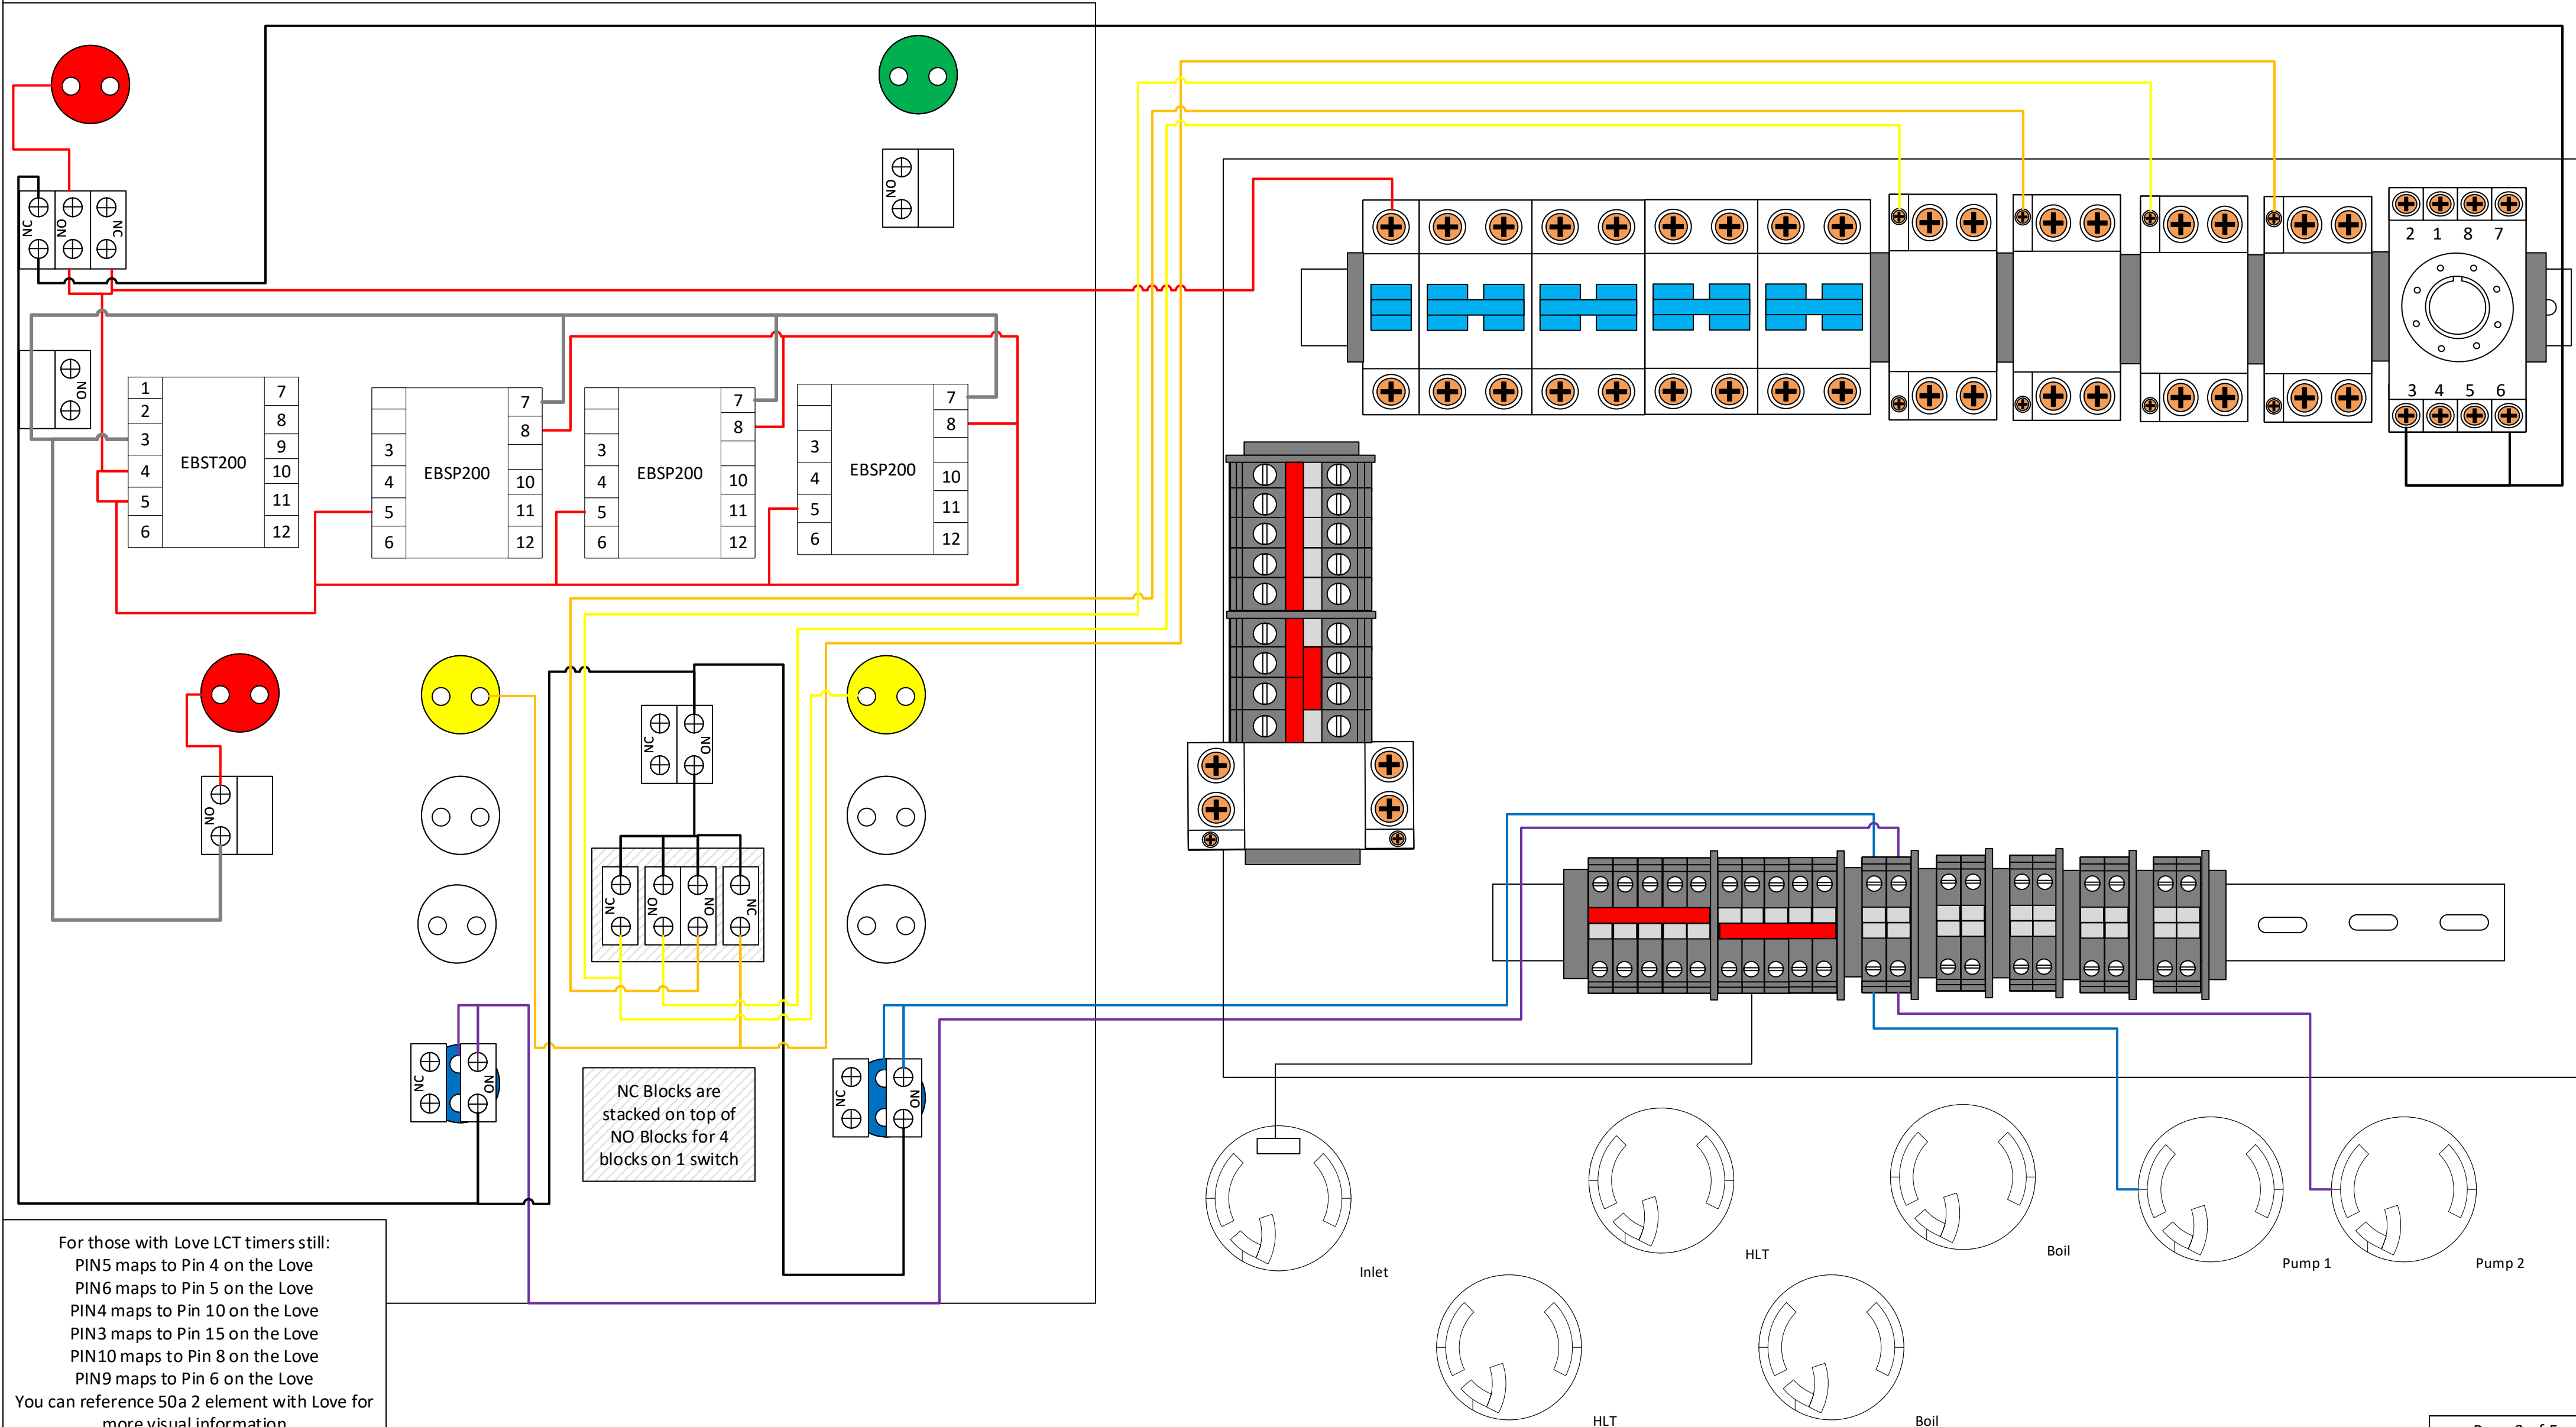 NO
NC
NO
NC
2 1 8 7
NO
1
2
3
4
5
6
EBST200
7
8
9
10
11
12
3
4
5
6
EBSP200
7
8
10
11
12
3
4
5
6
EBSP200
7
8
10
11
12
3
4
5
6
EBSP200
7
8
10
11
12
3 4 5 6
NC
NO
NO
NC
NO
NO
NC
NC
NO
NC
NO
NC Blocks are
stacked on top of
NO Blocks for 4
blocks on 1 switch
For those with Love LCT timers still:
PIN5 maps to Pin 4 on the Love
PIN6 maps to Pin 5 on the Love
PIN4 maps to Pin 10 on the Love
PIN3 maps to Pin 15 on the Love
PIN10 maps to Pin 8 on the Love
PIN9 maps to Pin 6 on the Love
You can reference 50a 2 element with Love for
more visual information
Inlet
HLT
Boil
Pump 1
Pump 2
HLT
Boil